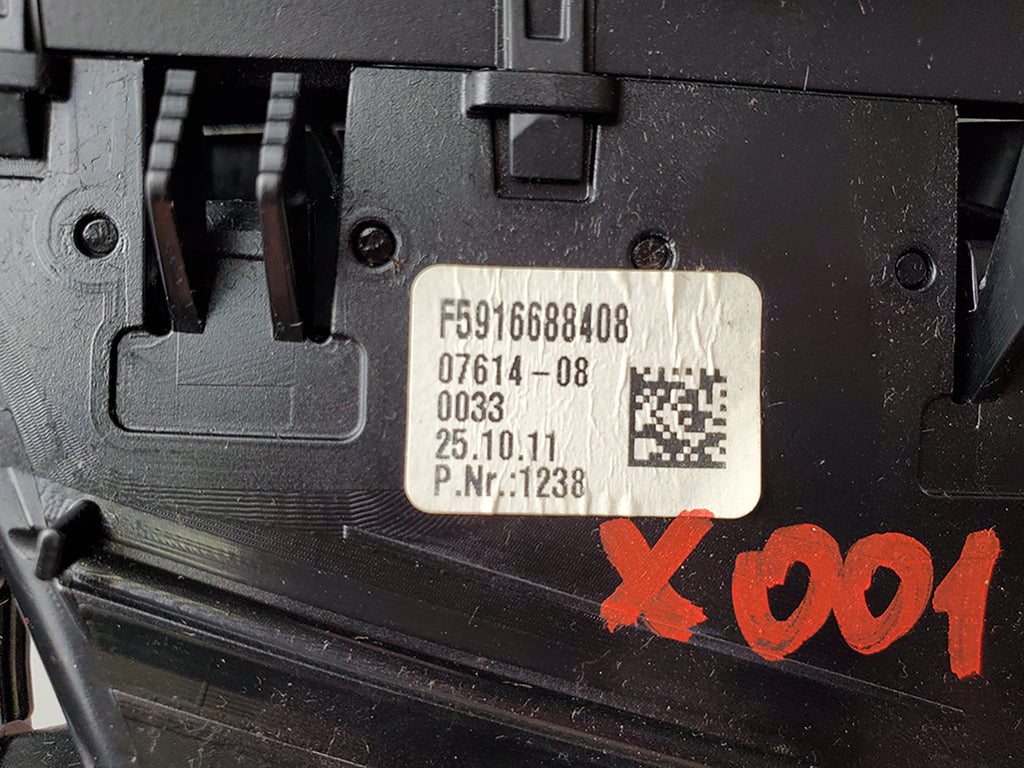 F5916688408
07614-08
0033
25.10.11
P.Nr.:1238
X001